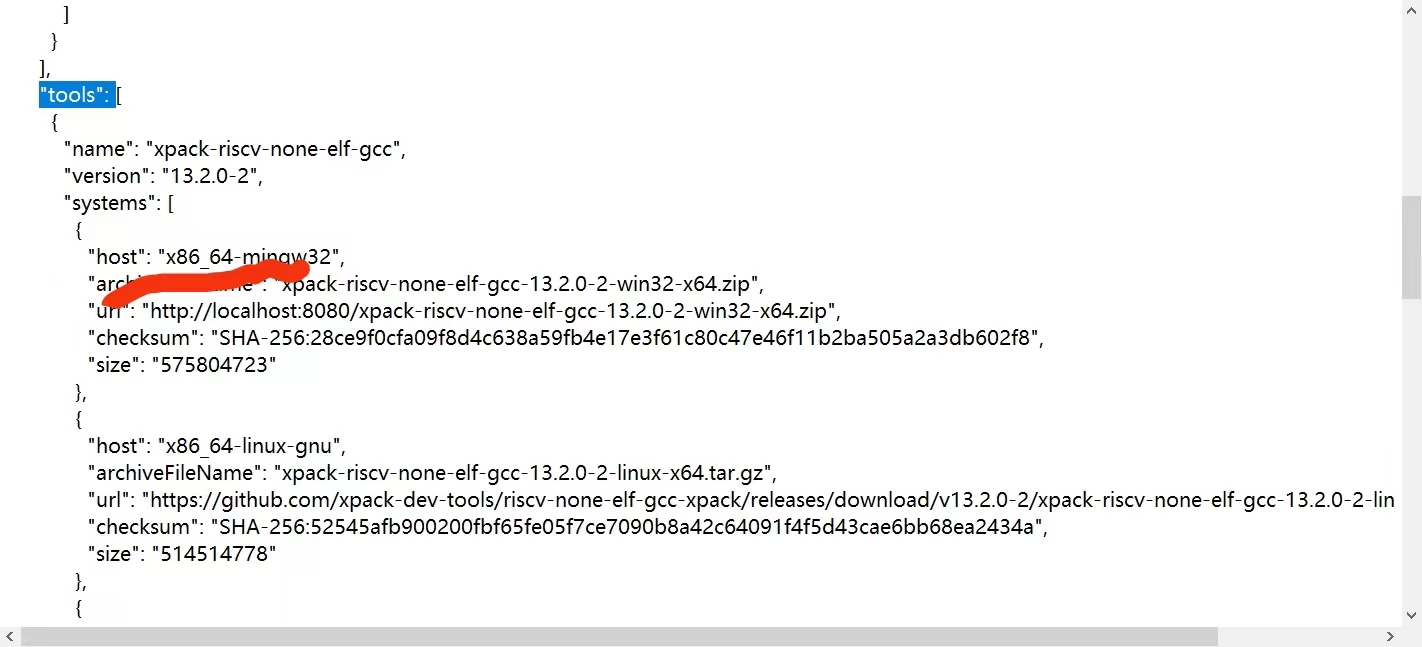 ]
}
],
"tools": [
{
"name": "xpack-riscv-none-elf-gcc",
"version": "13.2.0-2",
"systems": [
{
"host": "x86_64-mingw32",
"xpack-riscv-none-elf-gcc-13.2.0-2-win32-x64.zip",
"url": "http://localhost:8080/xpack-riscv-none-elf-gcc-13.2.0-2-win32-x64.zip",
"checksum": "SHA-256:28ce9f0cfa09f8d4c638a59fb4e17e3f61c80c47e46f11b2ba505a2a3db602f8",
"size": "575804723"
},
{
"host": "x86_64-linux-gnu",
"archiveFileName": "xpack-riscv-none-elf-gcc-13.2.0-2-linux-x64.tar.gz",
"url": "https://github.com/xpack-dev-tools/riscv-none-elf-gcc-xpack/releases/download/v13.2.0-2/xpack-riscv-none-elf-gcc-13.2.0-2-lin
"checksum": "SHA-256:52545afb900200fbf65fe05f7ce7090b8a42c64091f4f5d43cae6bb68ea2434a",
"size": "514514778"
},
{